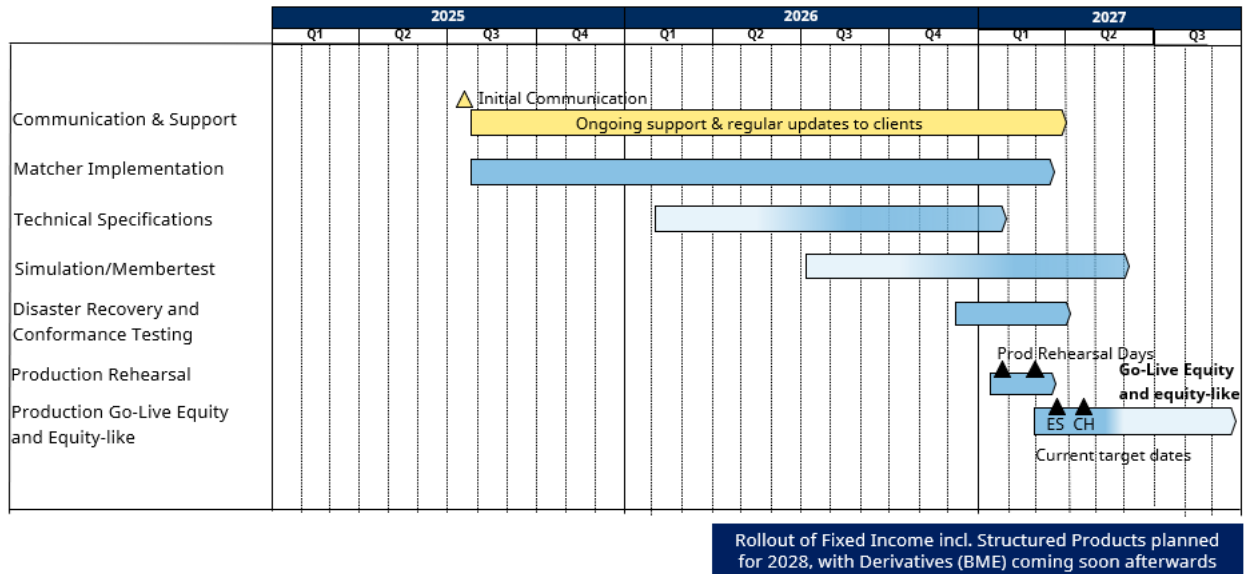 2025 2026 2027
Q1 Q2 Q3 Q4 Q1 Q2 Q3 Q4 Q1 Q2 Q3
Initial Communication
Communication & Support
Ongoing support & regular updates to clients
Matcher Implementation
Technical Specifications
Simulation/Membertest
Disaster Recovery and
Conformance Testing
Prod Rehearsal Days
Production Rehearsal
Go-Live Equity
and equity-like
Production Go-Live Equity
and Equity-like
ES CH
Current target dates
Rollout of Fixed Income incl. Structured Products planned
for 2028, with Derivatives (BME) coming soon afterwards